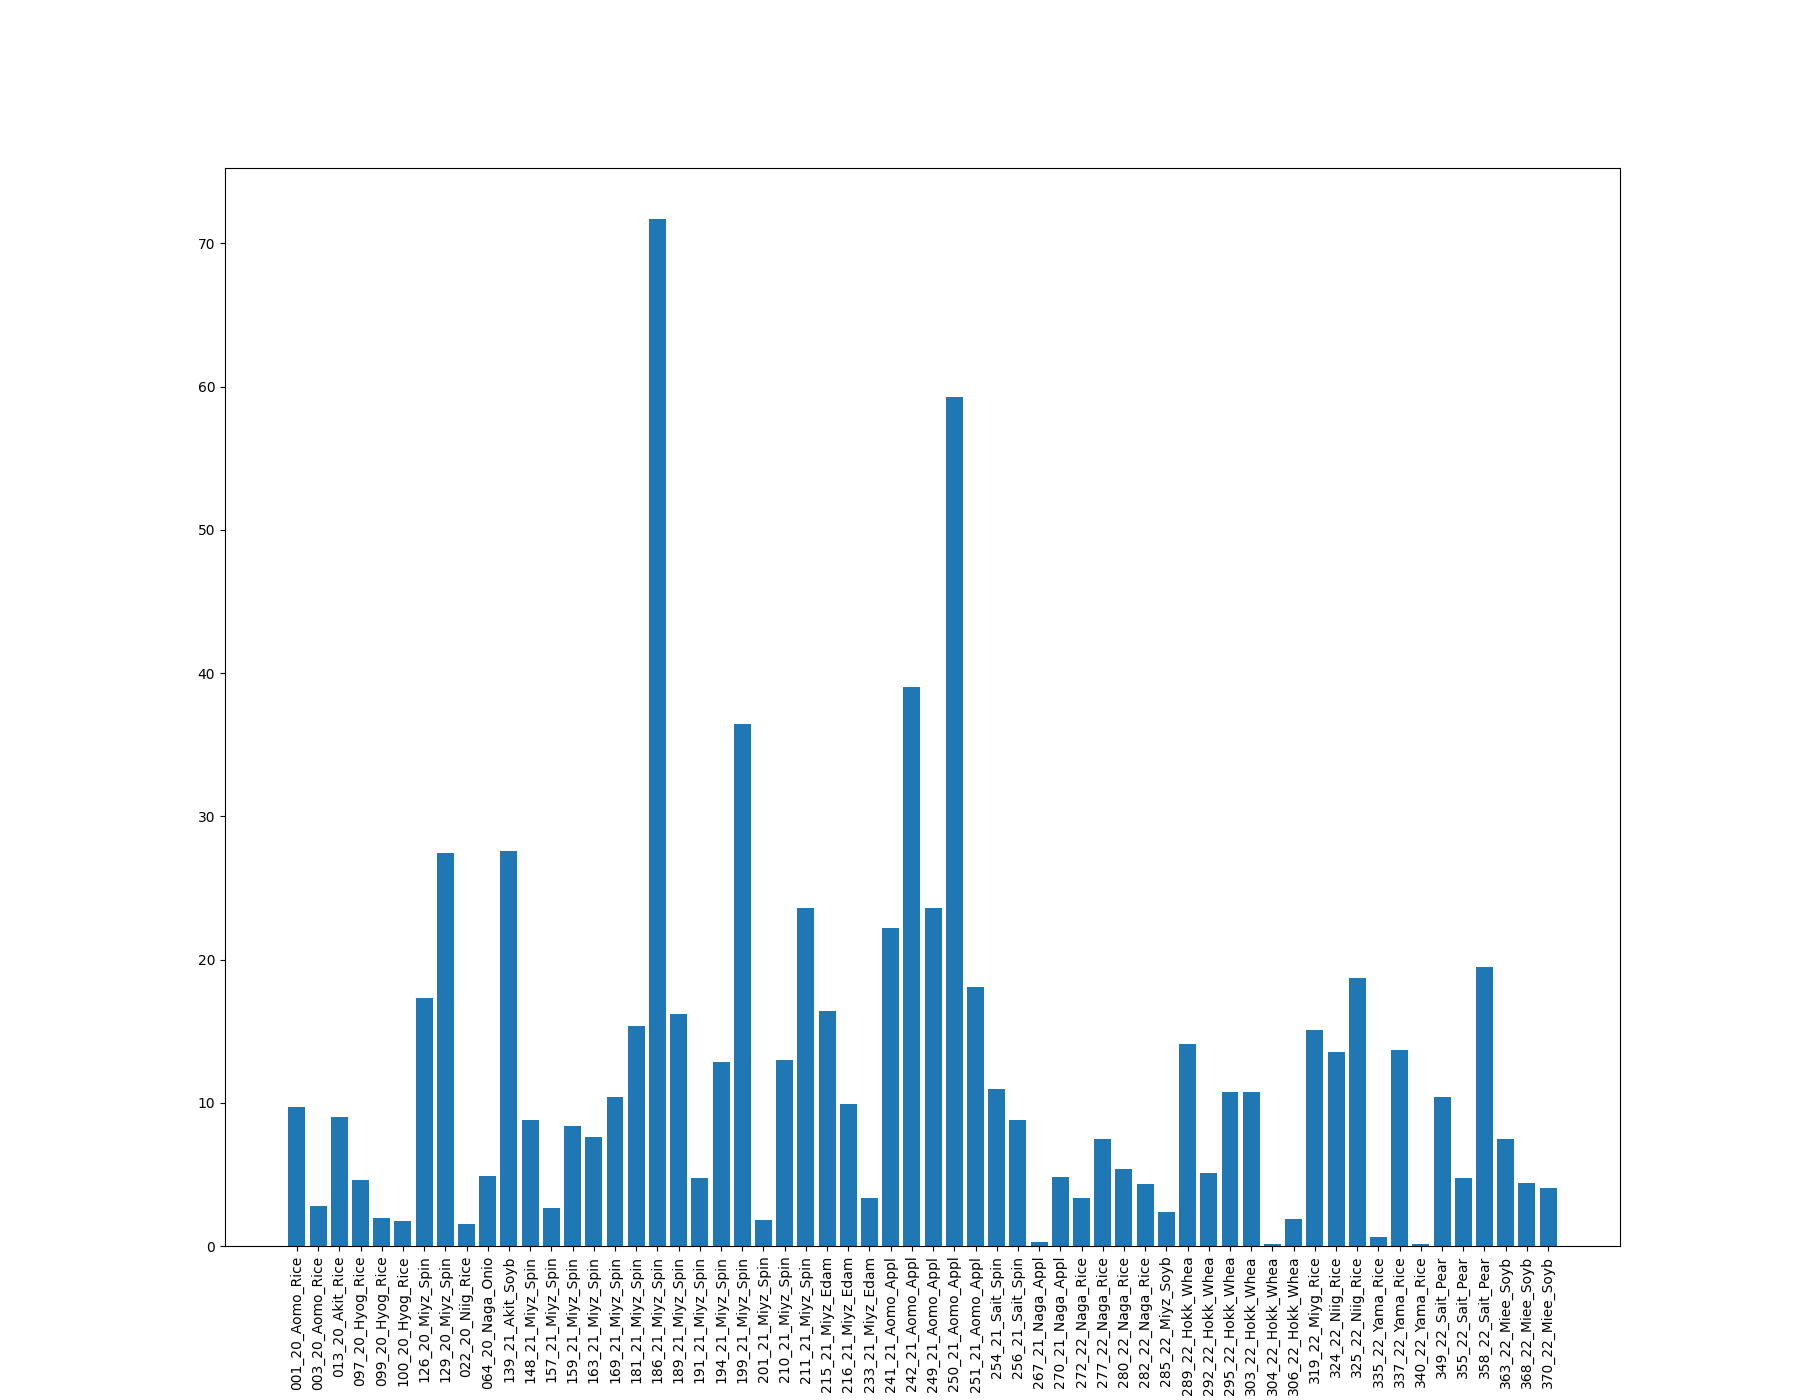 70
60
50
40
30
20
10
0
001_20_Aomo_Rice
003_20_Aomo_Rice
013_20_Akit_Rice
097_20_Hyog_Rice
099_20_Hyog_Rice
100_20_Hyog_Rice
126_20_Miyz_Spin
129_20_Miyz_Spin
022_20_Niig_Rice
064_20_Naga_Onio
139_21_Akit_Soyb
148_21_Miyz_Spin
157_21_Miyz_Spin
159_21_Miyz_Spin
163_21_Miyz_Spin
169_21_Miyz_Spin
181_21_Miyz_Spin
186_21_Miyz_Spin
189_21_Miyz_Spin
191_21_Miyz_Spin
194_21_Miyz_Spin
199_21_Miyz_Spin
201_21_Miyz_Spin
210_21_Miyz_Spin
211_21_Miyz_Spin
215_21_Miyz_Edam
216_21_Miyz_Edam
233_21_Miyz_Edam
241_21_Aomo_Appl
242_21_Aomo_Appl
249_21_Aomo_Appl
250_21_Aomo_Appl
251_21_Aomo_Appl
254_21_Sait_Spin
256_21_Sait_Spin
267_21_Naga_Appl
270_21_Naga_Appl
272_22_Naga_Rice
277_22_Naga_Rice
280_22_Naga_Rice
282_22_Naga_Rice
285_22_Miyz_Soyb
289_22_Hokk_Whea
292_22_Hokk_Whea
295_22_Hokk_Whea
303_22_Hokk_Whea
304_22_Hokk_Whea
306_22_Hokk_Whea
319_22_Miyg_Rice
324_22_Niig_Rice
325_22_Niig_Rice
335_22_Yama_Rice
337_22_Yama_Rice
340_22_Yama_Rice
349_22_Sait_Pear
355_22_Sait_Pear
358_22_Sait_Pear
363_22_Miee_Soyb
368_22_Miee_Soyb
370_22_Miee_Soyb